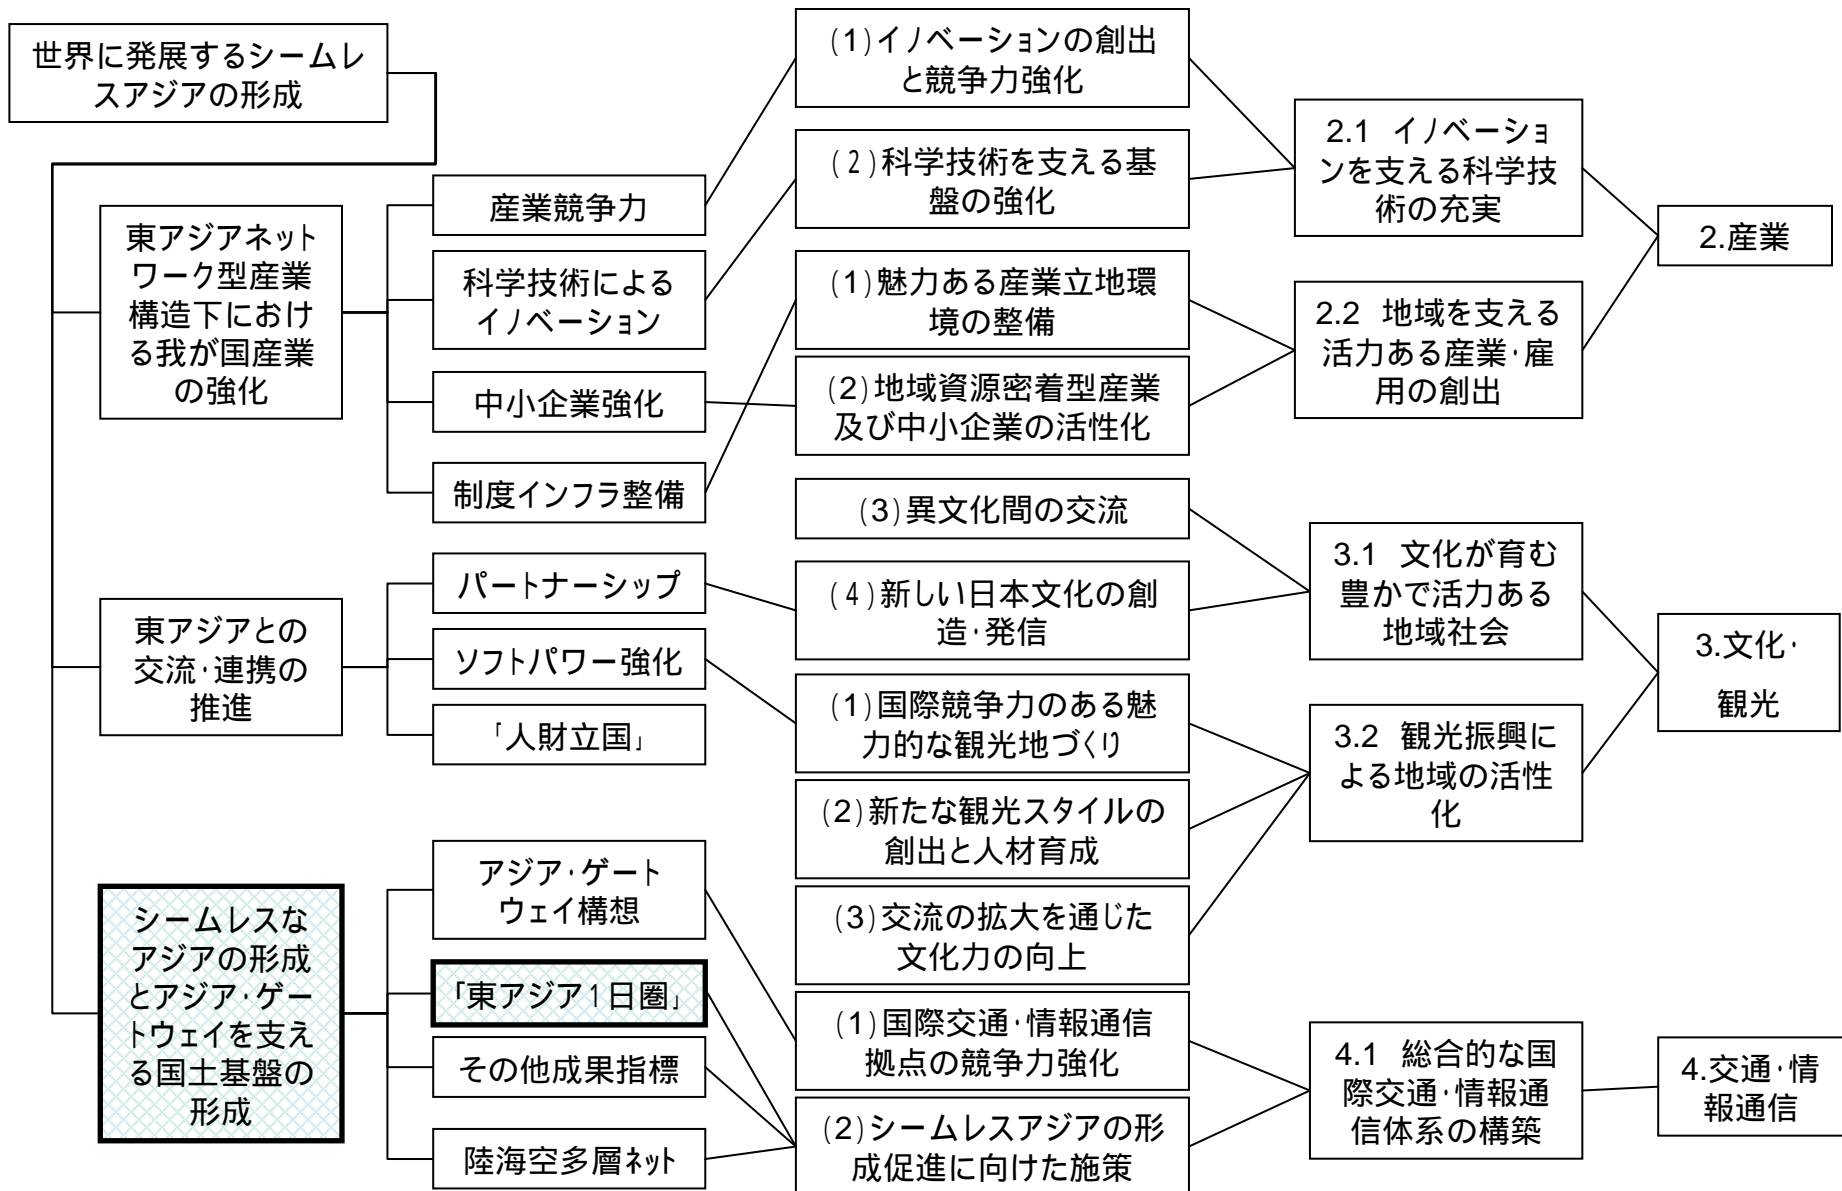 世界に発展するシームレ
スアジアの形成
東アジアネット
ワーク型産業
構造下におけ
る我が国産業
の強化
東アジアとの
交流・連携の
推進
シームレスな
アジアの形成
とアジア・ゲー
トウェイを支え
る国土基盤の
形成
産業競争力
科学技術による
イノベーション
中小企業強化
制度インフラ整備
パートナーシップ
ソフトパワー強化
「人財立国」
アジア・ゲート
ウェイ構想
「東アジア1日圏」
その他成果指標
陸海空多層ネット
(1)イノベーションの創出
と競争力強化
(2)科学技術を支える基
盤の強化
(1)魅力ある産業立地環
境の整備
(2)地域資源密着型産業
及び中小企業の活性化
(3)異文化間の交流
(4)新しい日本文化の創
造・発信
(1)国際競争力のある魅
力的な観光地づくり
(2)新たな観光スタイルの
創出と人材育成
(3)交流の拡大を通じた
文化力の向上
(1)国際交通・情報通信
拠点の競争力強化
(2)シームレスアジアの形
成促進に向けた施策
2.1 イノベーショ
ンを支える科学技
術の充実
2.2 地域を支える
活力ある産業・雇
用の創出
3.1 文化が育む
豊かで活力ある
地域社会
3.2 観光振興に
よる地域の活性
化
4.1 総合的な国
際交通・情報通
信体系の構築
2.産業
3.文化・
観光
4.交通・情
報通信